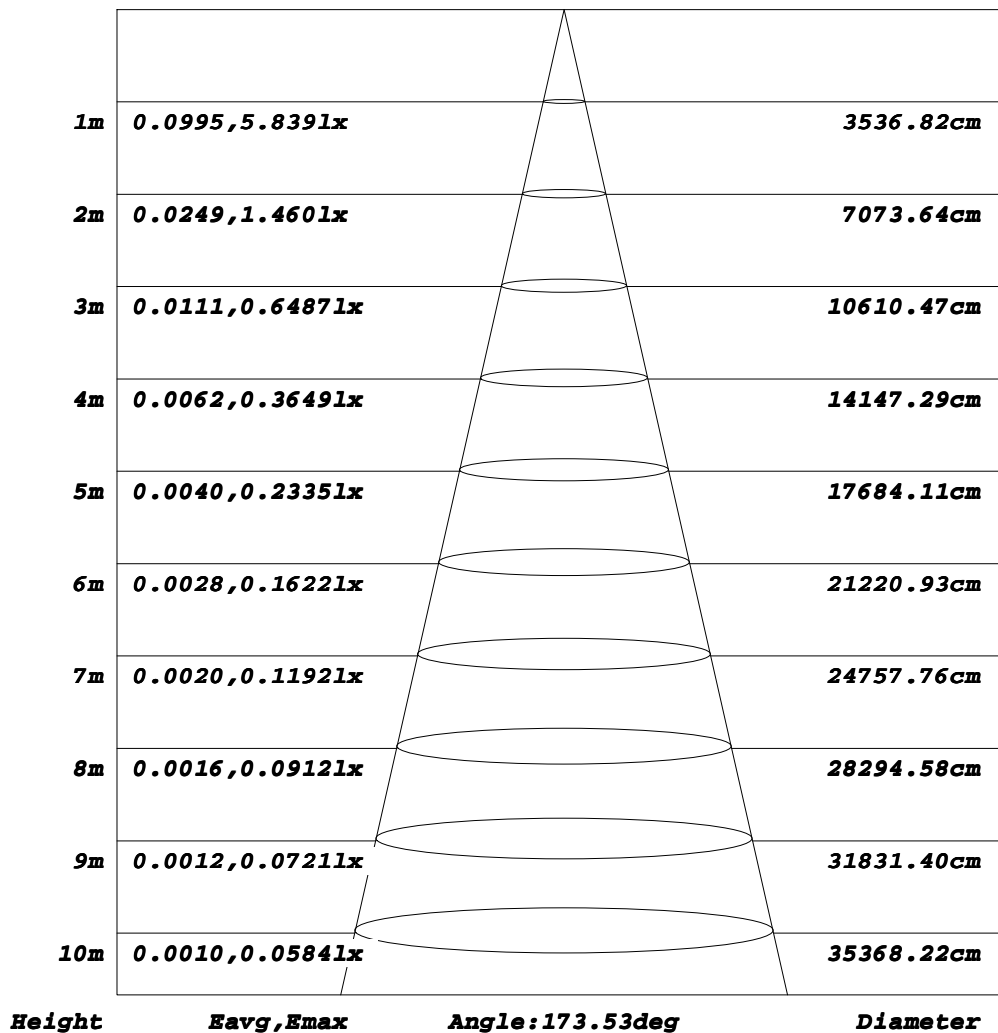 1m 0.0995,5.839lx 3536.82cm
2m 0.0249,1.460lx 7073.64cm
3m 0.0111,0.6487lx 10610.47cm
4m 0.0062,0.3649lx 14147.29cm
5m 0.0040,0.2335lx 17684.11cm
6m 0.0028,0.1622lx 21220.93cm
7m 0.0020,0.1192lx 24757.76cm
8m 0.0016,0.0912lx 28294.58cm
9m 0.0012,0.0721lx 31831.40cm
10m 0.0010,0.0584lx 35368.22cm
Height Eavg,Emax Angle:173.53deg Diameter